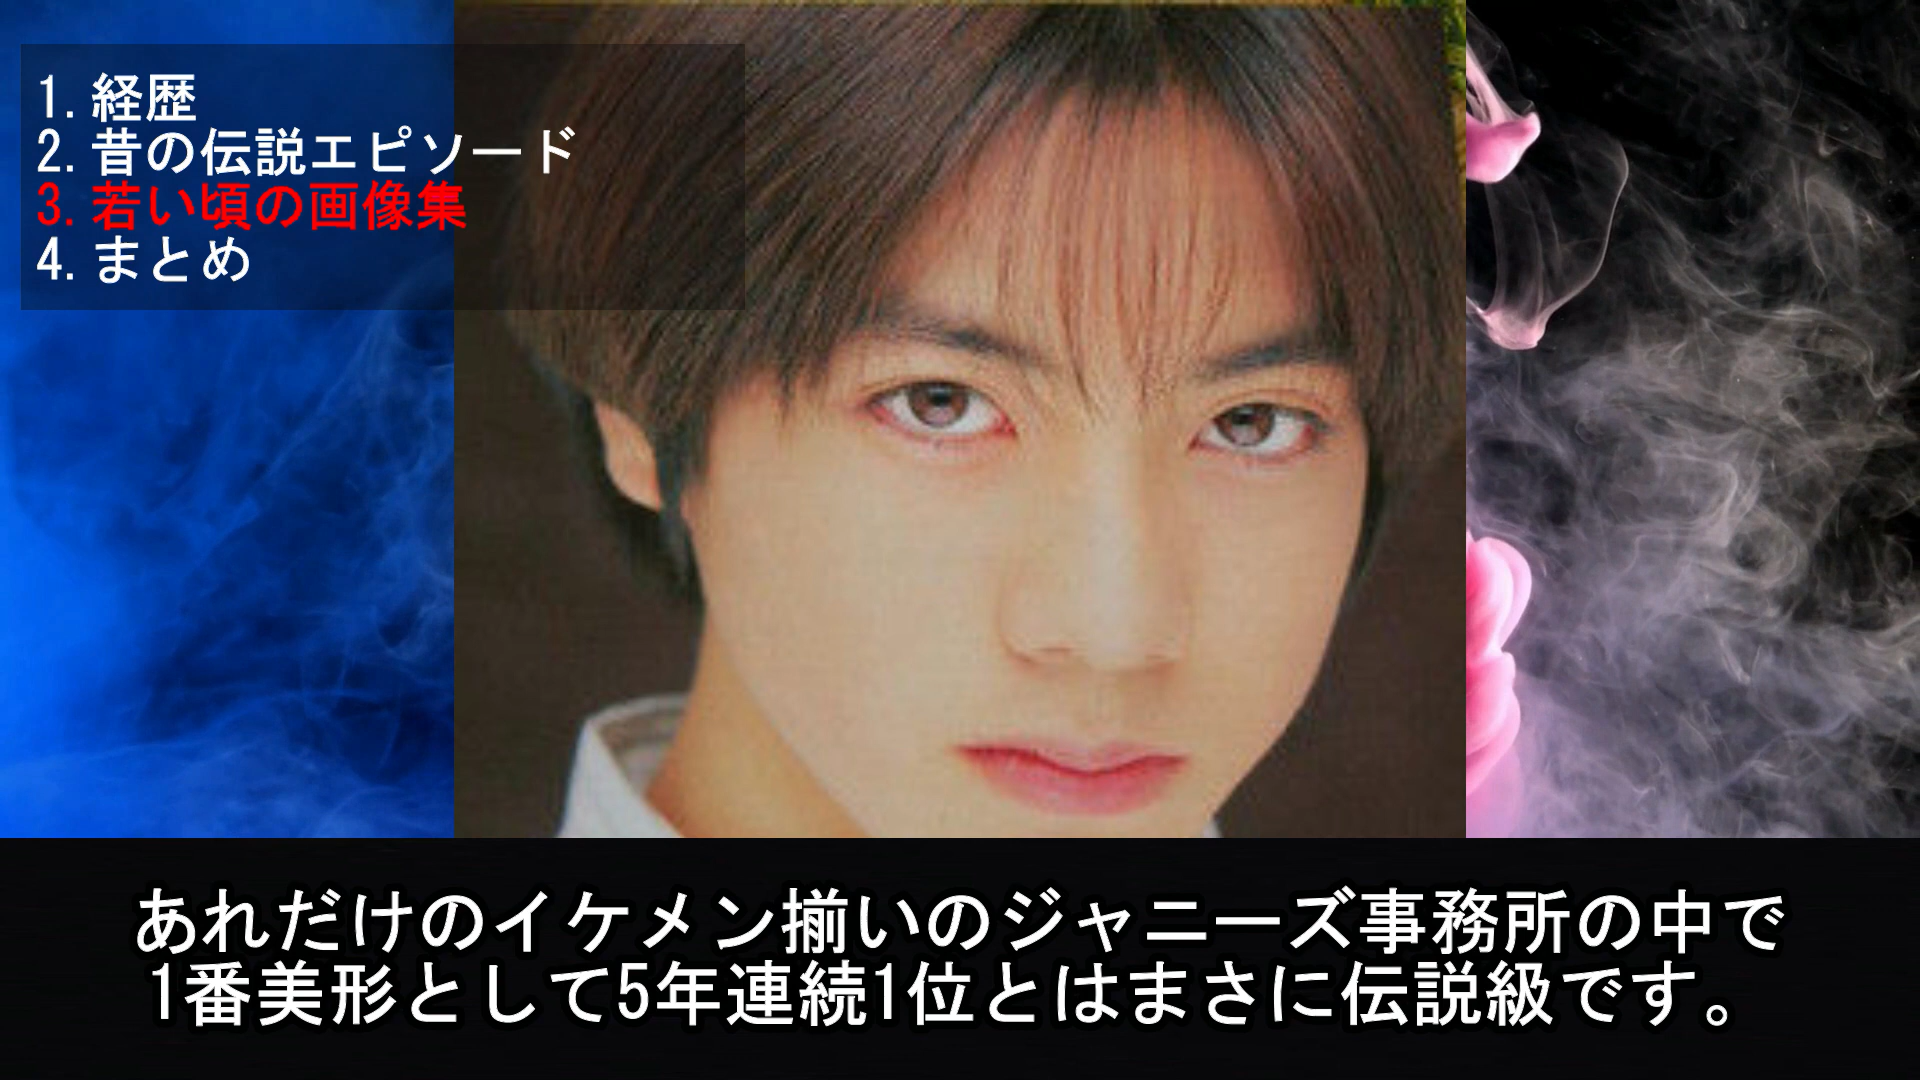 1.経歴
2.昔の伝説エピソード
3.若い頃の画像集
4.まとめ
あれだけのイケメン揃いのジャニーズ事務所の中で
1番美形として5年連続1位とはまさに伝説級です。